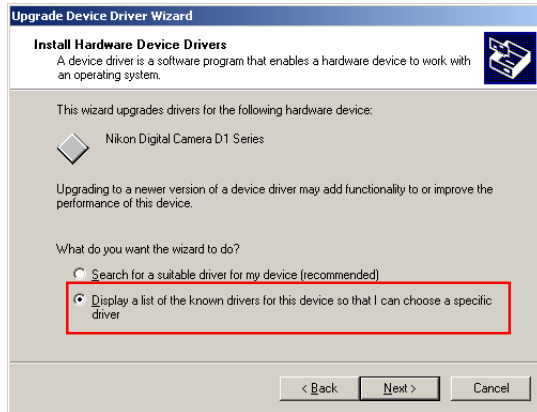 Upgrade Device Driver Wizard
Install Hardware Device Drivers
A device driver is a software program that enables a hardware device to work with
an operating system.
This wizard upgrades drivers for the following hardware device:
Nikon Digital Camera D1 Series
Upgrading to a newer version of a device driver may add functionality to or improve the
performance of this device.
What do you want the wizard to do?
Search for a suitable driver for my device (recommended)
Display a list of the known drivers for this device so that I can choose a specific
driver
< Back Next > Cancel